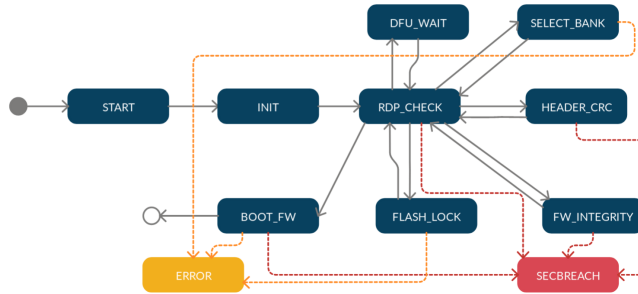 DFU_WAIT
SELECT_BANK
START
INIT
RDP_CHECK
HEADER_CRC
BOOT_FW
FLASH_LOCK
FW_INTEGRITY
ERROR
SECBREACH